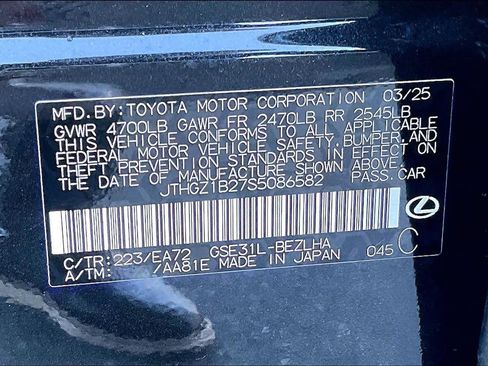 MFD. BY: TOYOTA MOTOR CORPORATION 03/25
GVWR 4700LB GAWR FR 2470LB RR 2545LB
THIS VEHICLE CONFORMS TO ALL APPLICABLE
FEDERAL MOTOR VEHICLE SAFETY, BUMPER, AND
THEFT PREVENTION STANDARDS IN EFFECT ON
THE DATE OF MANUFACTURE SHOWN ABOVE.
JTHGZ1B27S5086582 PASS.CAR
C/TR: 223/EA72 GSE31L-BEZLHA
A/TM: 7AA81E MADE IN JAPAN 045 C